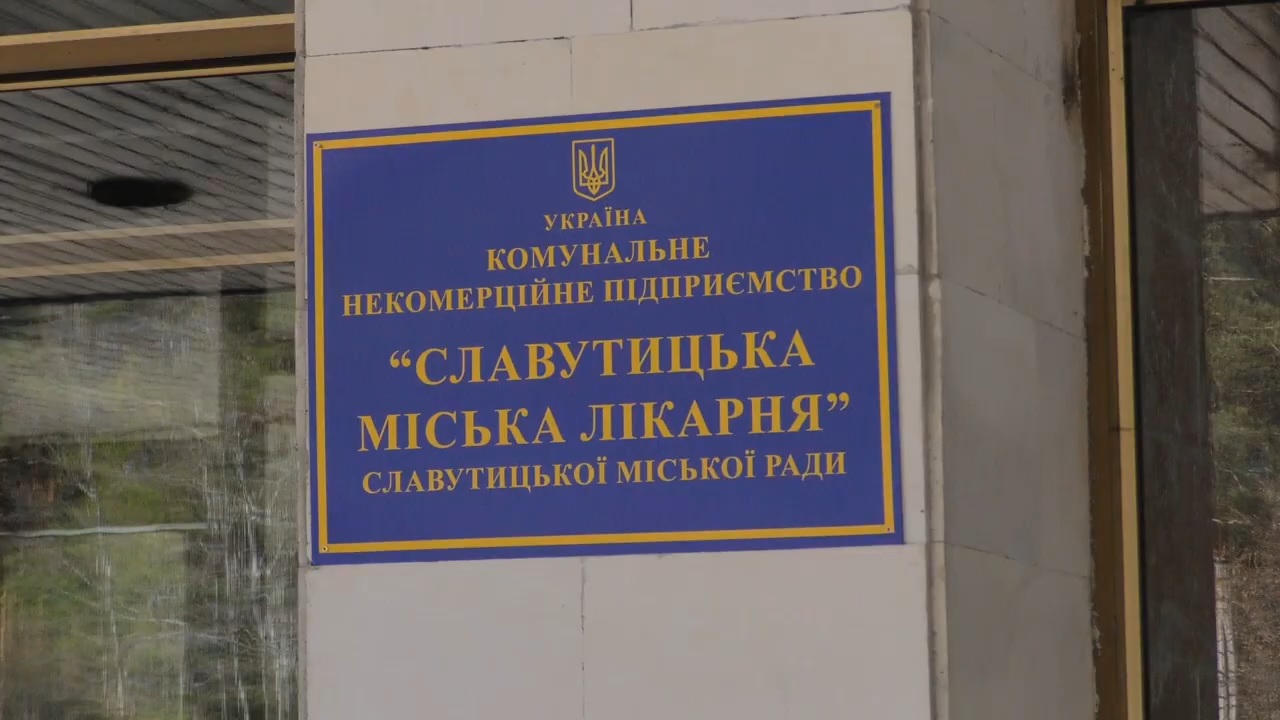 УКРАЇНА
КОМУНАЛЬНЕ
НЕКОМЕРЦІЙНЕ ПІДПРИЄМСТВО
“СЛАВУТИЦЬКА
МІСЬКА ЛІКАРНЯ”
СЛАВУТИЦЬКОЇ МІСЬКОЇ РАДИ